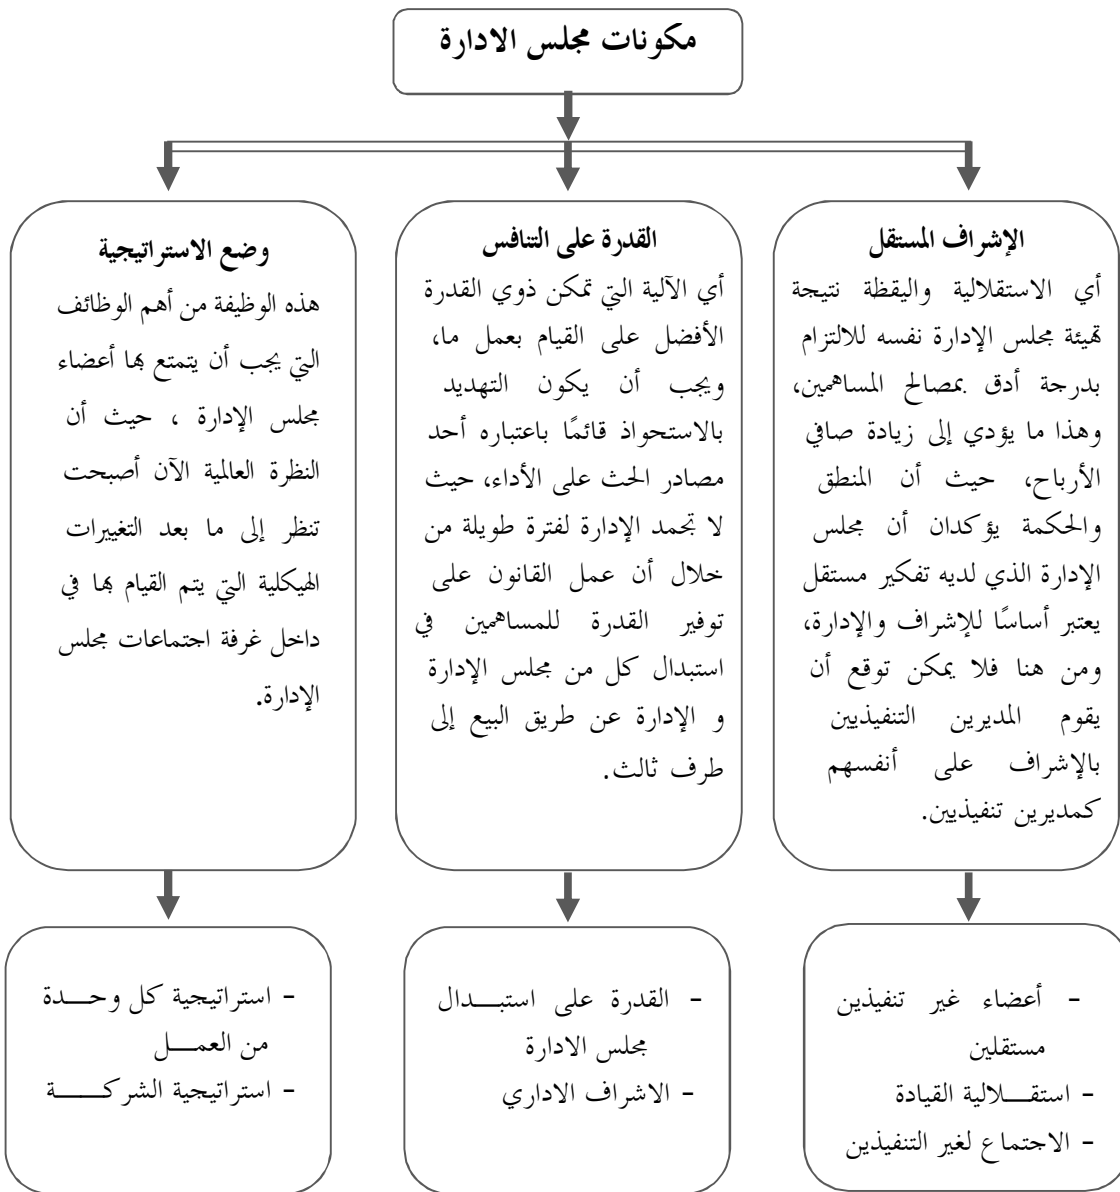 مكونات مجلس الادارة
الإشراف المستقل
أي الاستقلالية واليقظة نتيجة
تهيئة مجلس الإدارة نفسه للالتزام
بدرجة أدق بمصالح المساهمين،
وهذا ما يؤدي إلى زيادة صافي
الأرباح، حيث أن المنطق
والحكمة يؤكدان أن مجلس
الإدارة الذي لديه تفكير مستقل
يعتبر أساسًا للإشراف والإدارة،
ومن هنا فلا يمكن توقع أن
يقوم المديرين التنفيذيين
بالإشراف على أنفسهم
كمديرين تنفيذيين.
القدرة على التنافس
أي الآلية التي تمكن ذوي القدرة
الأفضل على القيام بعمل ما،
ويجب أن يكون التهديد
بالاستحواذ قائمًا باعتباره أحد
مصادر الحث على الأداء، حيث
لا تجمد الإدارة لفترة طويلة من
خلال أن عمل القانون على
توفير القدرة للمساهمين في
استبدال كل من مجلس الإدارة
و الإدارة عن طريق البيع إلى
طرف ثالث.
وضع الاستراتيجية
هذه الوظيفة من أهم الوظائف
التي يجب أن يتمتع بها أعضاء
مجلس الإدارة ، حيث أن
النظرة العالمية الآن أصبحت
تنظر إلى ما بعد التغييرات
الهيكلية التي يتم القيام بها في
داخل غرفة اجتماعات مجلس
الإدارة.
- أعضاء غير تنفيذين
مستقلين
- استقـــلالية القيادة
- الاجتماع لغير التنفيذين
- القدرة على استبـــدال
مجلس الادارة
- الاشراف الاداري
- استراتيجية كل وحـــدة
من العمـــل
- استراتيجية الشركـــــة